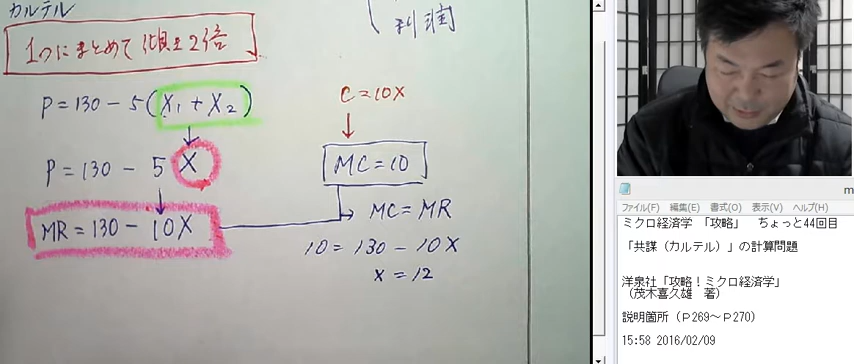 カルテル
利潤
1つにまとめて 傾き2倍
P=130-5(X₁+X₂)
C=10X
P=130-5X
MC=10
MR=130-10X
MC=MR
10=130-10X
X=12
m
ファイル(F) 編集(E) 書式(O) 表示(V) ヘルプ(H)
ミクロ経済学 「攻略」 ちょっと44回目
「共謀（カルテル）」の計算問題
洋泉社「攻略！ミクロ経済学」
（茂木喜久雄 著）
説明箇所（P269～P270）
15:58 2016/02/09